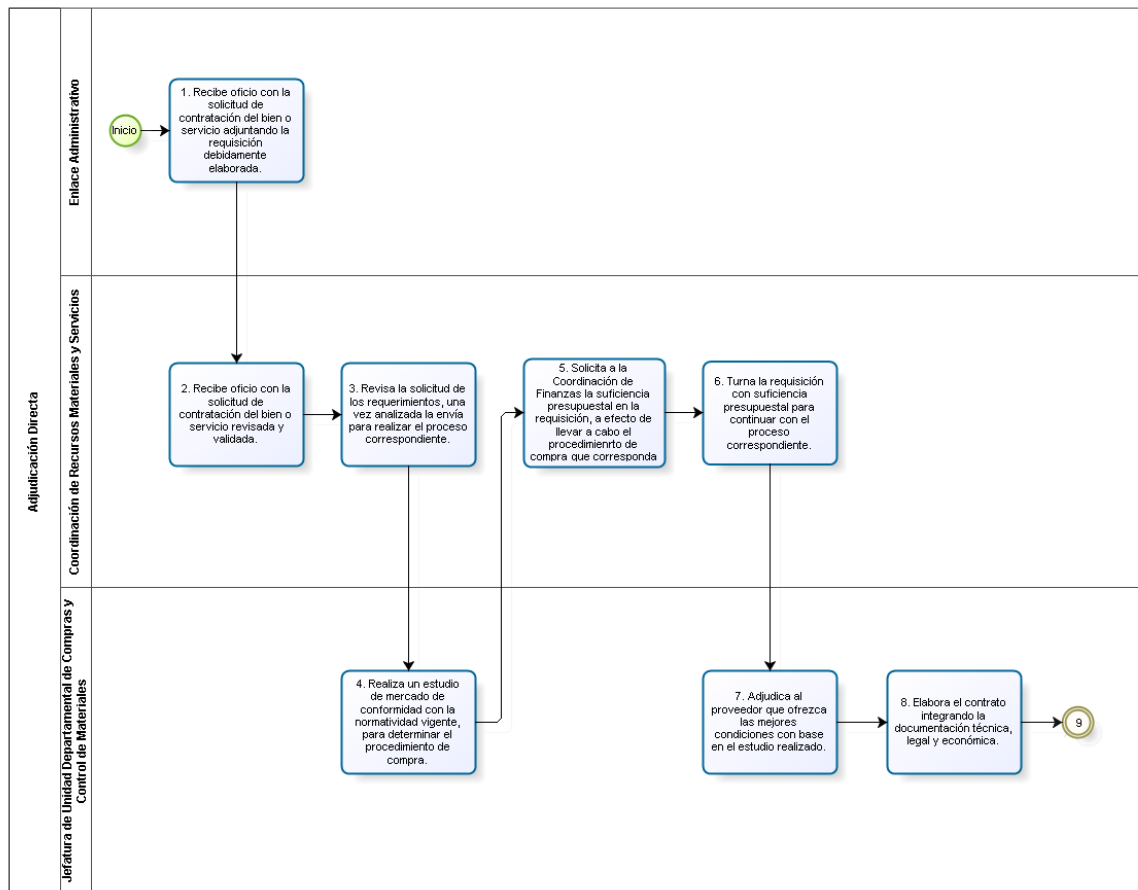 Adjudicación Directa
Enlace Administrativo
Inicio
1. Recibe oficio con la
solicitud de
contratación del bien o
servicio adjuntando la
requisición
debidamente
elaborada.
Coordinación de Recursos Materiales y Servicios
2. Recibe oficio con la
solicitud de
contratación del bien o
servicio revisada y
validada.
3. Revisa la solicitud de
los requerimientos, una
vez analizada la envía
para realizar el proceso
correspondiente.
5. Solicita a la
Coordinación de
Finanzas la suficiencia
presupuestal en la
requisición, a efecto de
llevar a cabo el
procedimienrto de
compra que corresponda
6. Turna la requisición
con suficiencia
presupuestal para
continuar con el
proceso
correspondiente.
Jefatura de Unidad Departamental de Compras y
Control de Materiales
4. Realiza un estudio
de mercado de
conformidad con la
normatividad vigente,
para determinar el
procedimiento de
compra.
7. Adjudica al
proveedor que ofrezca
las mejores
condiciones con base
en el estudio realizado.
8. Elabora el contrato
integrando la
documentación técnica,
legal y económica.
9